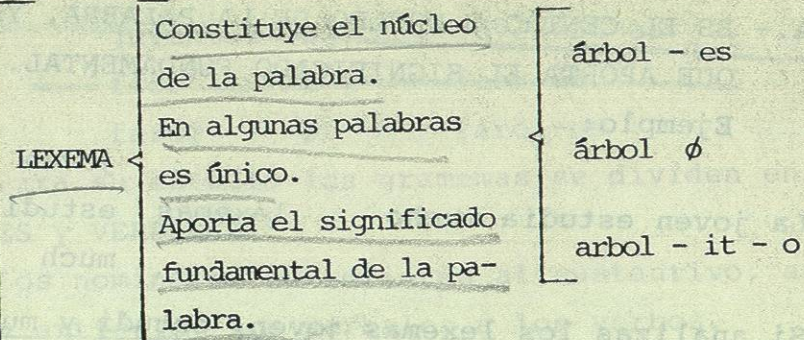 Constituye el núcleo
de la palabra.
En algunas palabras
es único.
Aporta el significado
fundamental de la pa-
labra.
LEXEMA
árbol - es
árbol ø
arbol - it - o